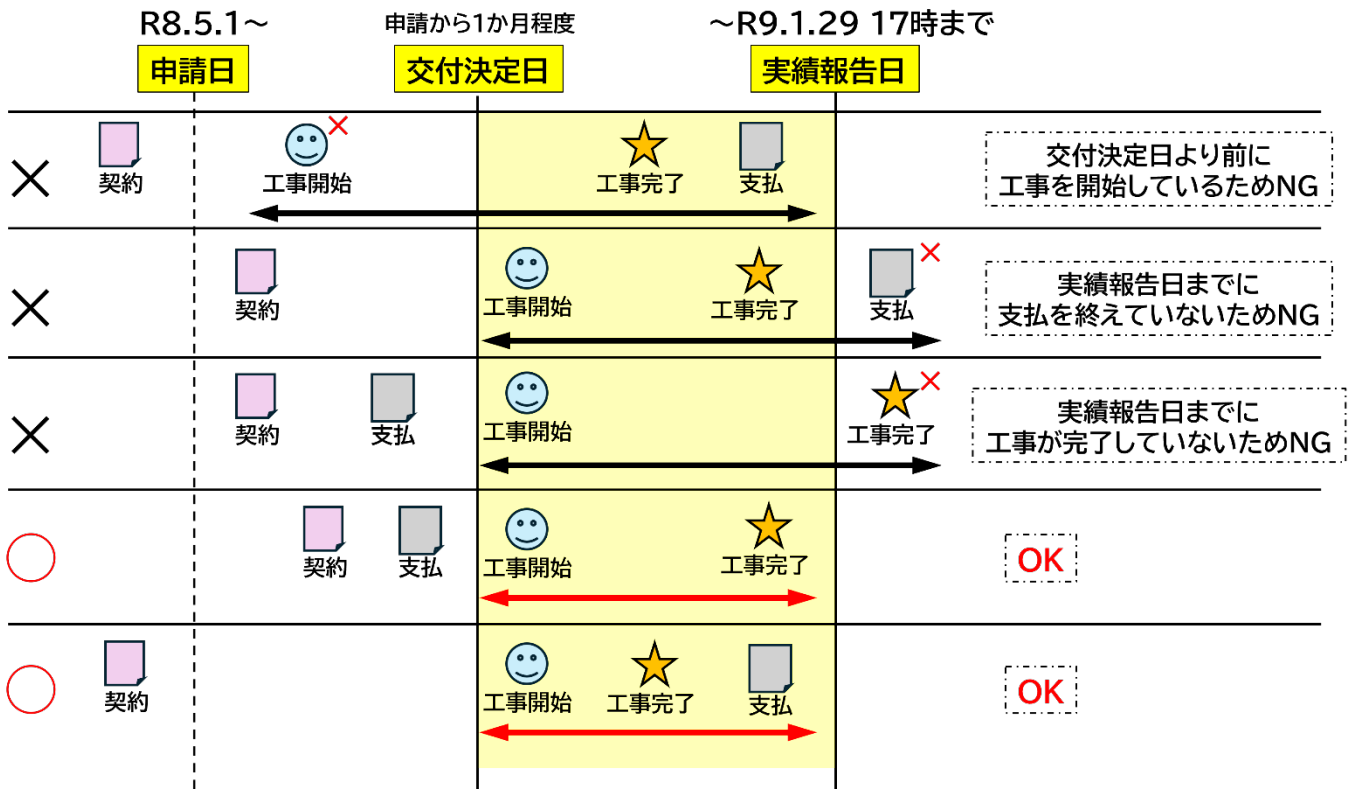 R8.5.1～
申請から1か月程度
～R9.1.29 17時まで
申請日
交付決定日
実績報告日
契約
工事開始
工事完了
支払
交付決定日より前に
工事を開始しているためNG
契約
工事開始
工事完了
支払
実績報告日までに
支払を終えていないためNG
契約
支払
工事開始
工事完了
実績報告日までに
工事が完了していないためNG
契約
支払
工事開始
工事完了
OK
契約
工事開始
工事完了
支払
OK